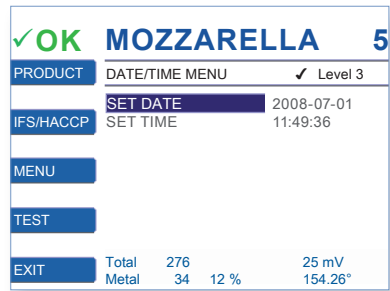 ✓OK MOZZARELLA 5
PRODUCT DATE/TIME MENU ✓ Level 3
SET DATE 2008-07-01
IFS/HACCP SET TIME 11:49:36
MENU
TEST
EXIT Total 276 25 mV
Metal 34 12 % 154.26°